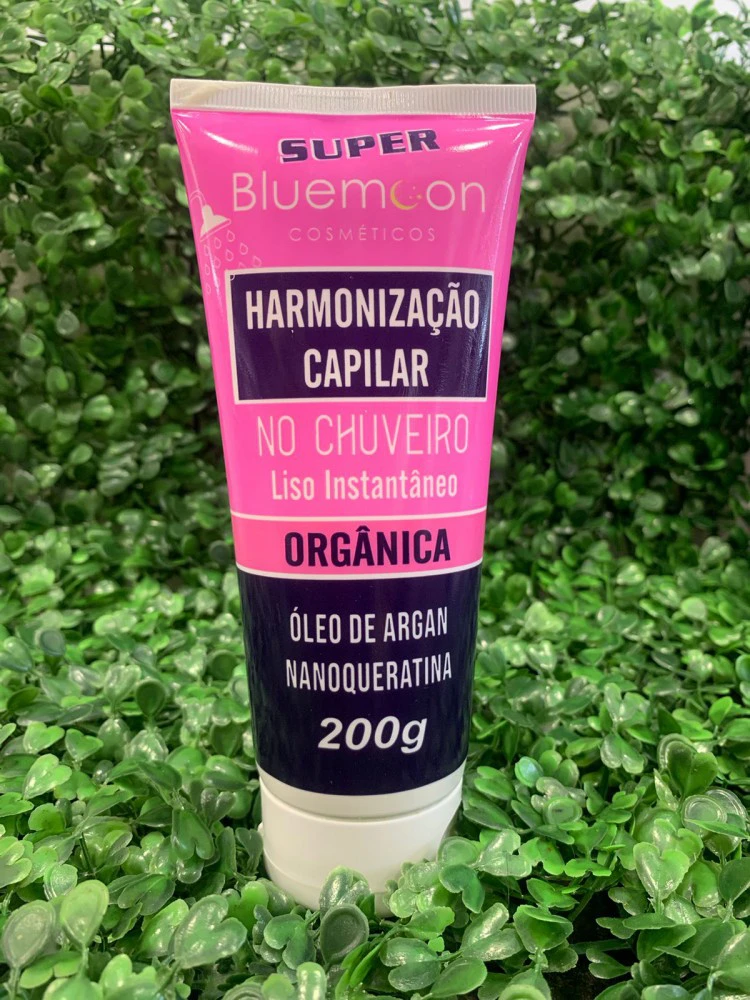 SUPER
Bluemoon
COSMÉTICOS
HARMONIZAÇÃO
CAPILAR
NO CHUVEIRO
Liso Instantâneo
ORGÂNICA
ÓLEO DE ARGAN
NANOQUERATINA
200g